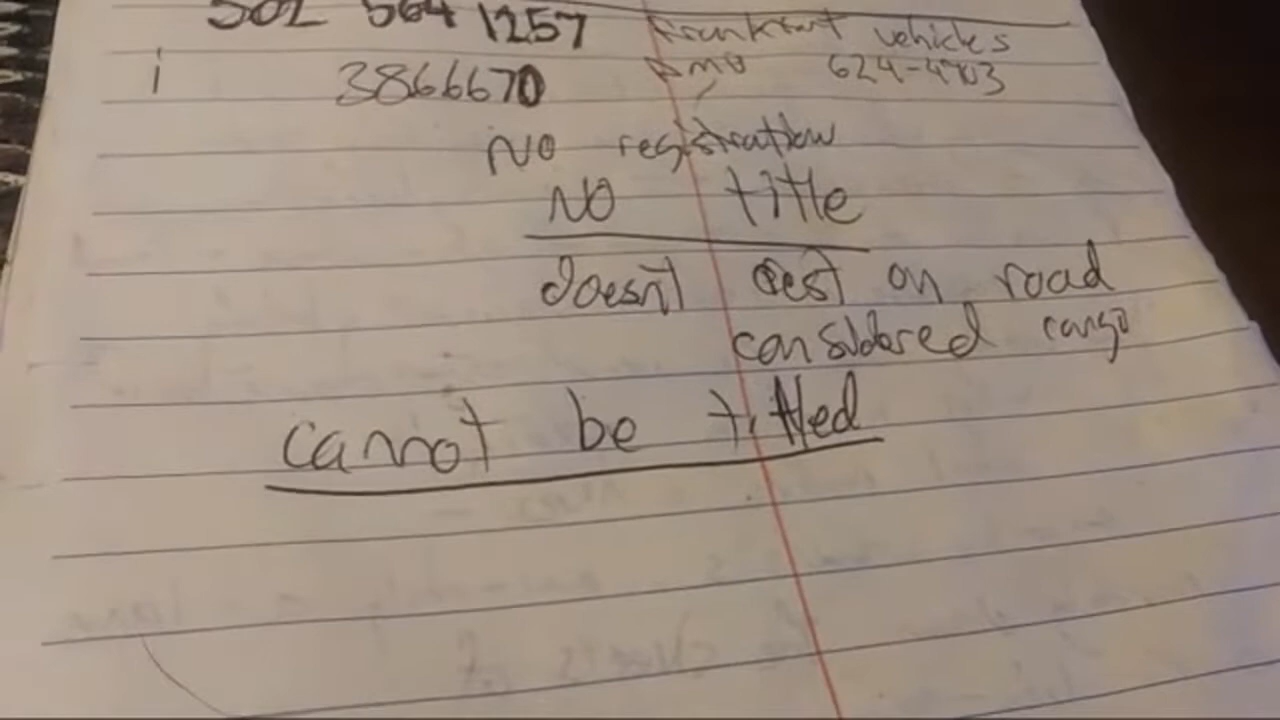 502 564 1257 Frankfort vehicles
i 3866670 DMV 624-4903
NO registration
NO title
doesn't rest on road
considered cargo
cannot be titled